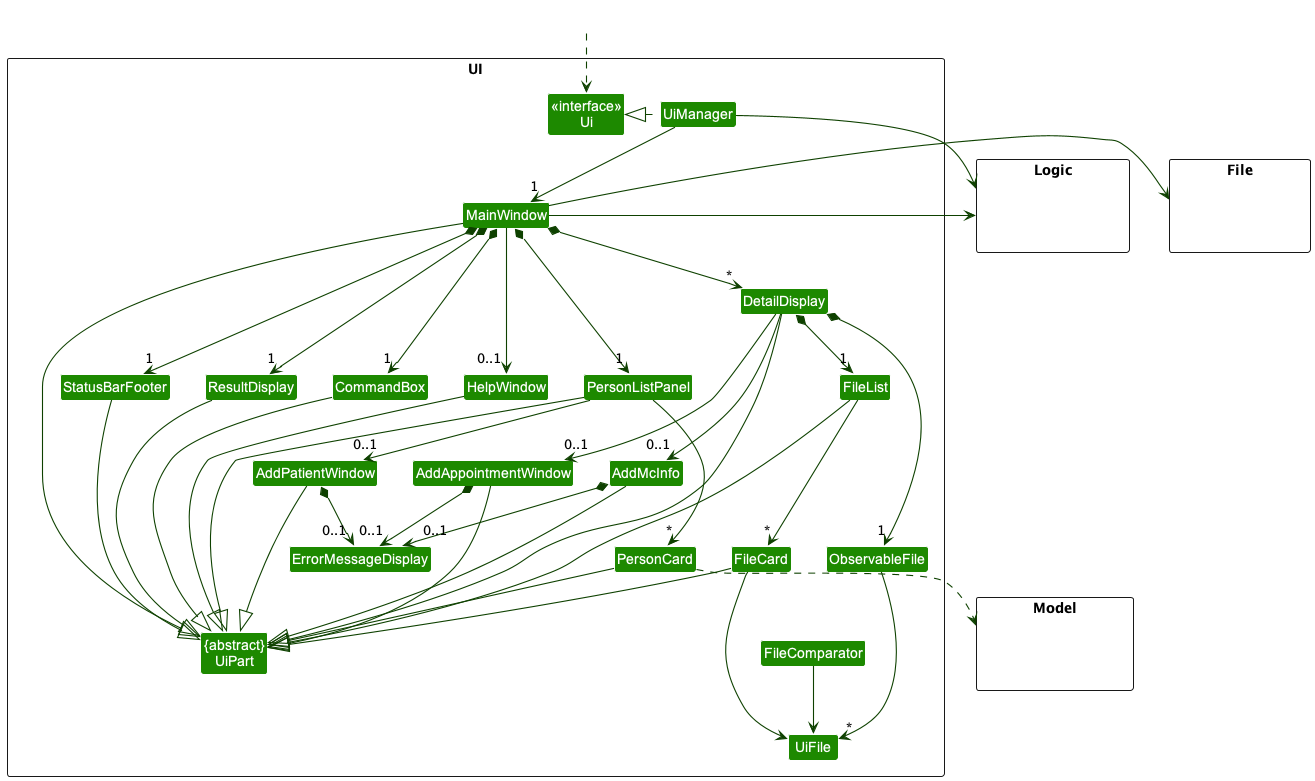 UI
«interface»
Ui
UiManager
Logic
File
1
MainWindow
*
DetailDisplay
1
1
1
0..1
1
1
StatusBarFooter
ResultDisplay
CommandBox
HelpWindow
PersonListPanel
FileList
0..1
0..1
0..1
AddPatientWindow
AddAppointmentWindow
AddMcInfo
0..1
0..1
0..1
*
*
1
ErrorMessageDisplay
PersonCard
FileCard
ObservableFile
Model
{abstract}
UiPart
FileComparator
*
UiFile